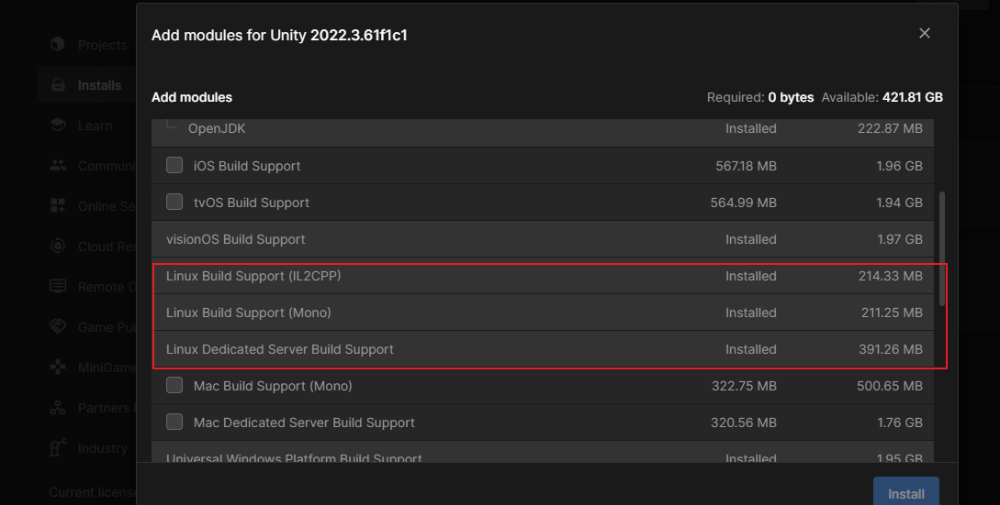 Add modules for Unity 2022.3.61f1c1
Projects
Installs
Learn
Communi
Online Se
Cloud Re
Remote D
Game Pub
MiniGame
Partners
Industry
Current license
Add modules
Required: 0 bytes Available: 421.81 GB
OpenJDK Installed 222.87 MB
iOS Build Support 567.18 MB 1.96 GB
tvOS Build Support 564.99 MB 1.94 GB
visionOS Build Support Installed 1.97 GB
Linux Build Support (IL2CPP) Installed 214.33 MB
Linux Build Support (Mono) Installed 211.25 MB
Linux Dedicated Server Build Support Installed 391.26 MB
Mac Build Support (Mono) 322.75 MB 500.65 MB
Mac Dedicated Server Build Support 320.56 MB 1.76 GB
Universal Windows Platform Build Support Installed 1.95 GB
Install